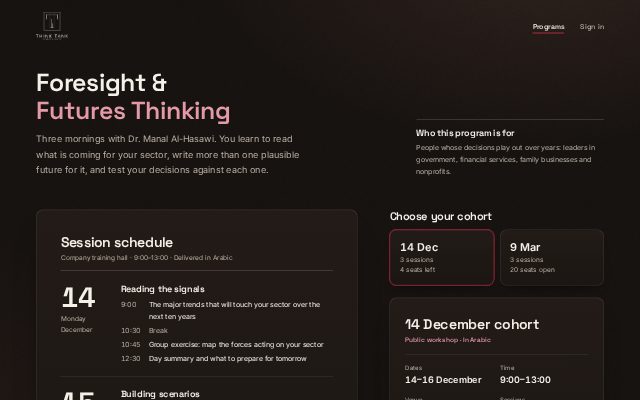 THINK TANK
Programs
Sign in
Foresight &
Futures Thinking
Three mornings with Dr. Manal Al-Hasawi. You learn to read
what is coming for your sector, write more than one plausible
future for it, and test your decisions against each one.
Who this program is for
People whose decisions play out over years: leaders in
government, financial services, family businesses and
nonprofits.
Session schedule
Company training hall · 9:00–13:00 · Delivered in Arabic
14
Monday
December
Reading the signals
9:00 The major trends that will touch your sector over the
next ten years
10:30 Break
10:45 Group exercise: map the forces acting on your sector
12:30 Day summary and what to prepare for tomorrow
15
Building scenarios
Choose your cohort
14 Dec
3 sessions
4 seats left
9 Mar
3 sessions
20 seats open
14 December cohort
Public workshop · In Arabic
Dates
14–16 December
Time
9:00–13:00
Venue
Sessions